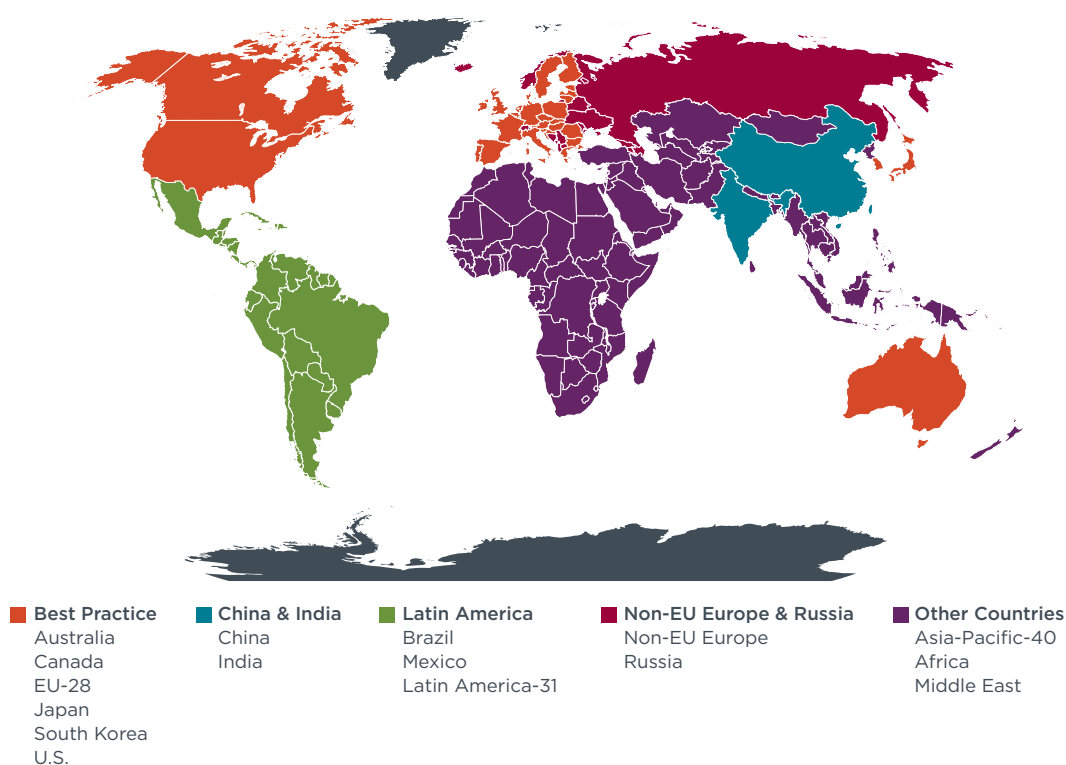 Best Practice
Australia
Canada
EU-28
Japan
South Korea
U.S.
China & India
China
India
Latin America
Brazil
Mexico
Latin America-31
Non-EU Europe & Russia
Non-EU Europe
Russia
Other Countries
Asia-Pacific-40
Africa
Middle East